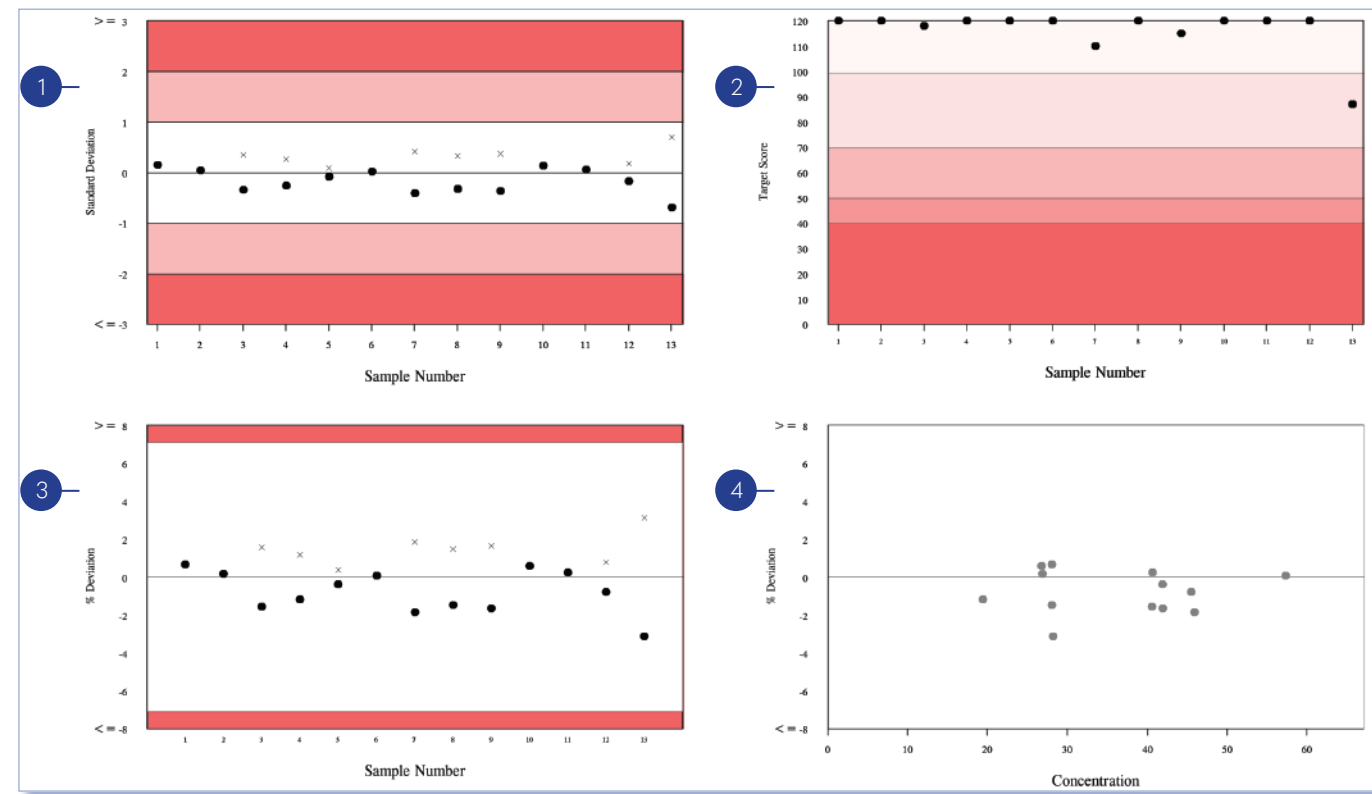 1
> = 3
2
1
0
-1
-2
< = -3
Standard Deviation
1 2 3 4 5 6 7 8 9 10 11 12 13
Sample Number
2
120
110
100
90
80
70
60
50
40
30
20
10
0
Target Score
1 2 3 4 5 6 7 8 9 10 11 12 13
Sample Number
3
> = 8
6
4
2
0
-2
-4
-6
< = -8
% Deviation
1 2 3 4 5 6 7 8 9 10 11 12 13
Sample Number
4
> = 8
6
4
2
0
-2
-4
-6
< = -8
% Deviation
0 10 20 30 40 50 60
Concentration